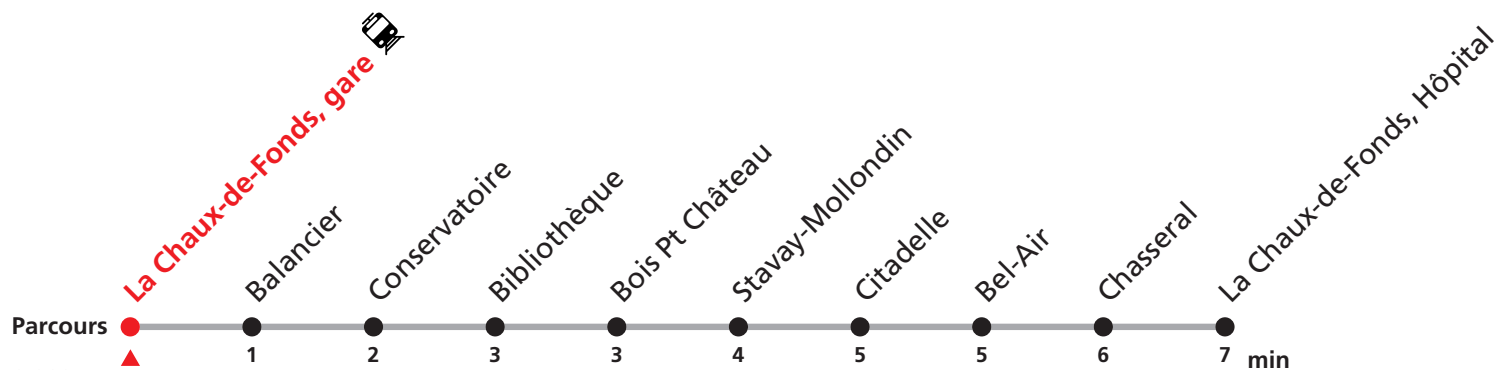 La Chaux-de-Fonds, gare
Balancier
Conservatoire
Bibliothèque
Bois Pt Château
Stavay-Mollondin
Citadelle
Bel-Air
Chasseral
La Chaux-de-Fonds, Hôpital
Parcours
1 2 3 3 4 5 5 6 7 min